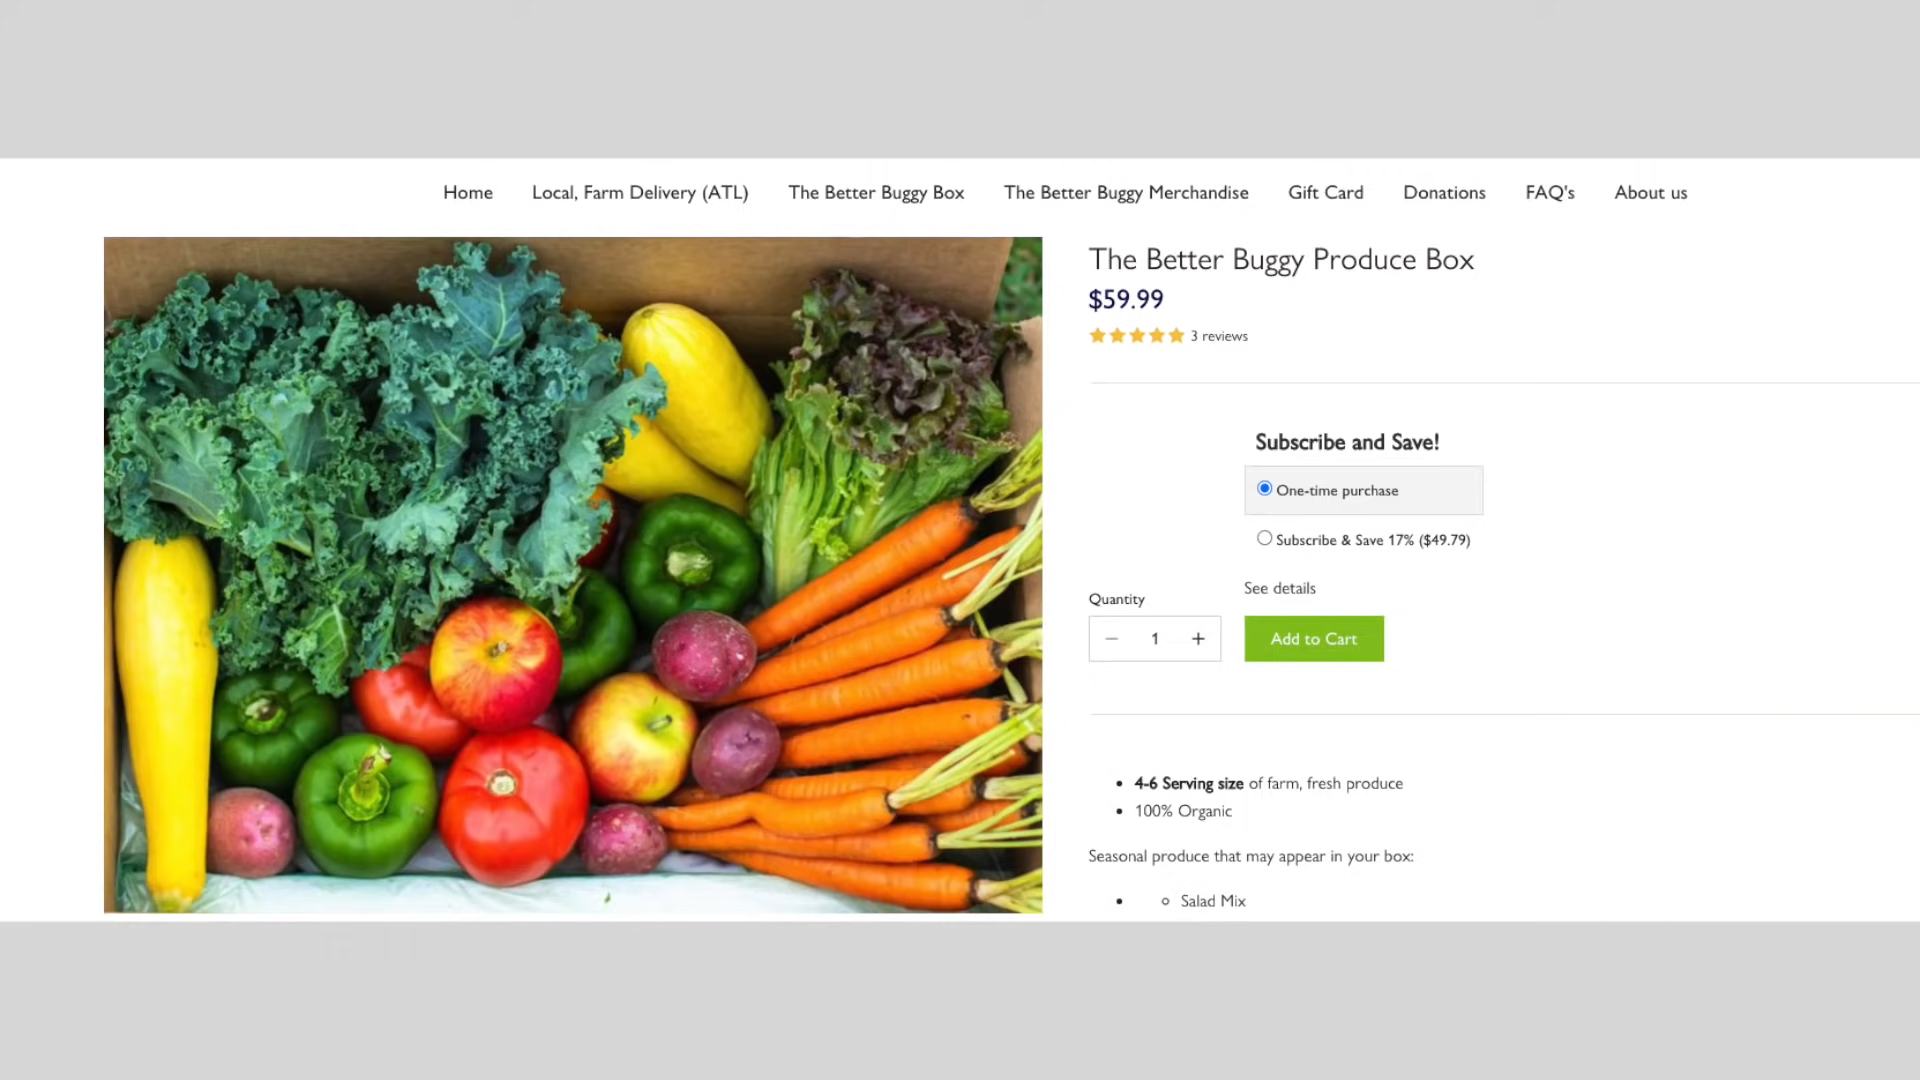 Home Local, Farm Delivery (ATL) The Better Buggy Box The Better Buggy Merchandise Gift Card Donations FAQ's About us
The Better Buggy Produce Box
$59.99
3 reviews
Subscribe and Save!
One-time purchase
Subscribe & Save 17% ($49.79)
See details
Quantity
− 1 +
Add to Cart
4-6 Serving size of farm, fresh produce
100% Organic
Seasonal produce that may appear in your box:
Salad Mix